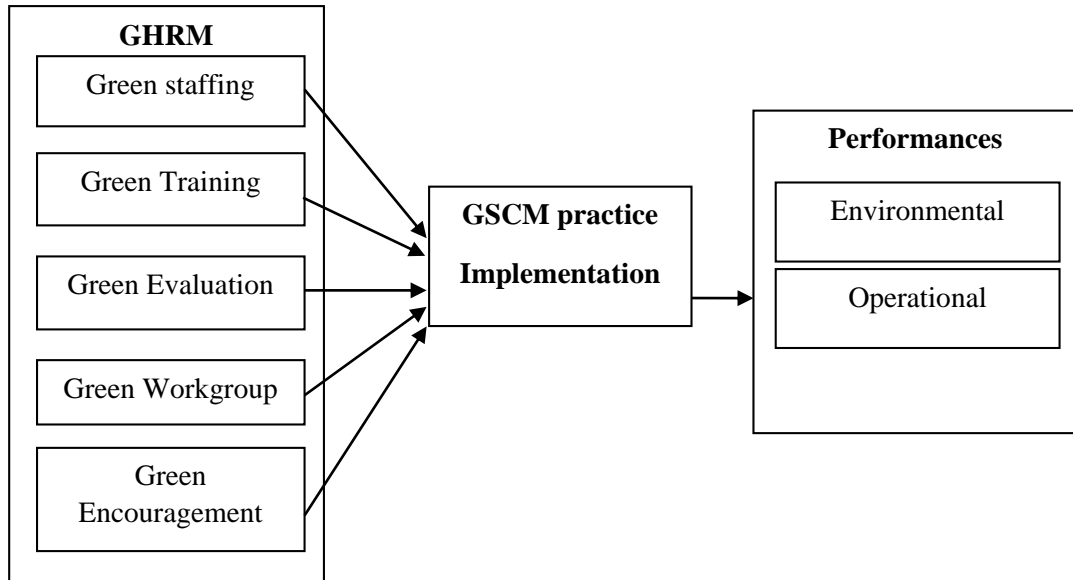 GHRM
Green staffing
Green Training
Green Evaluation
Green Workgroup
Green
Encouragement
GSCM practice
Implementation
Performances
Environmental
Operational